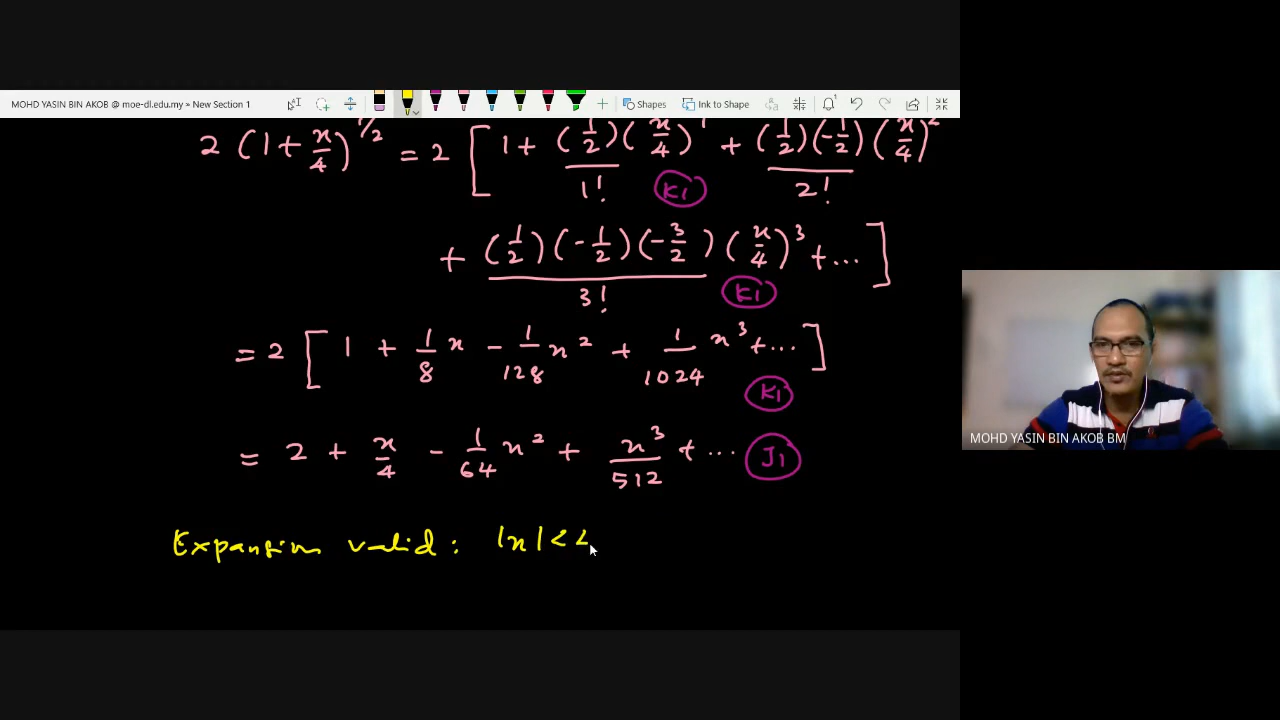 MOHD YASIN BIN AKOB @ moe-dl.edu.my » New Section 1 Shapes Ink to Shape
2 (1 + x/4)^1/2 = 2 [ 1 + (1/2)(x/4)^1 / 1! + (1/2)(-1/2)(x/4)^2 / 2!
K1
+ (1/2)(-1/2)(-3/2)(x/4)^3 / 3! + ... ]
K1
= 2 [ 1 + 1/8 x - 1/128 x^2 + 1/1024 x^3 + ... ]
K1
= 2 + x/4 - 1/64 x^2 + x^3/512 + ... J1
MOHD YASIN BIN AKOB BM
Expansion valid : |x| <